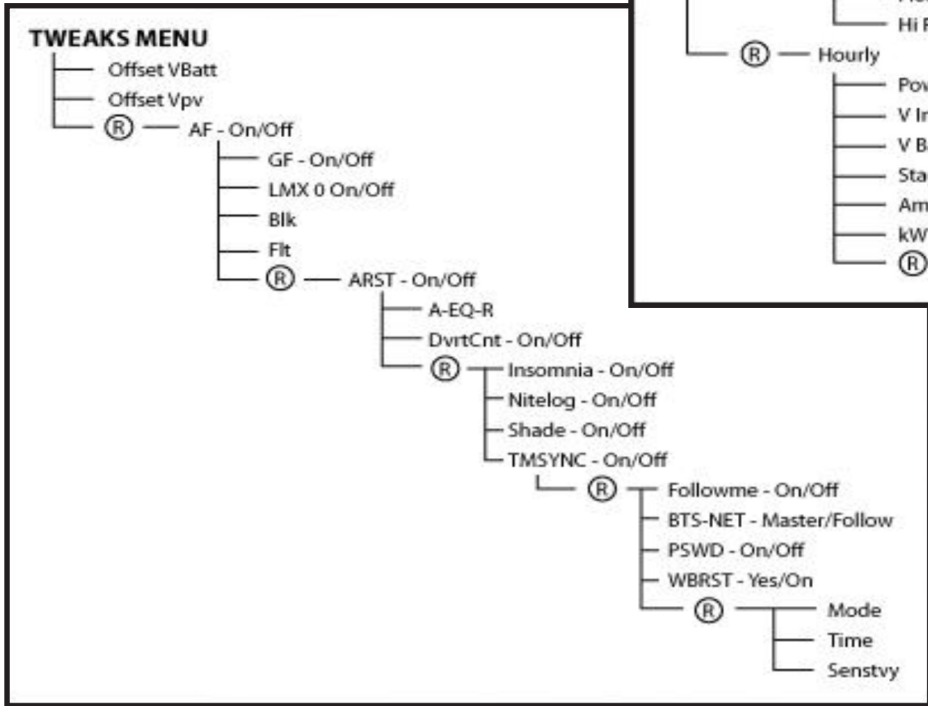 TWEAKS MENU
Offset VBatt
Offset Vpv
R AF - On/Off
GF - On/Off
LMX 0 On/Off
Blk
Flt
R ARST - On/Off
A-EQ-R
DvrtCnt - On/Off
R Insomnia - On/Off
Nitelog - On/Off
Shade - On/Off
TMSYNC - On/Off
R Followme - On/Off
BTS-NET - Master/Follow
PSWD - On/Off
WBRST - Yes/On
R Mode
Time
Senstvy
Hi
R Hourly
V
V
R